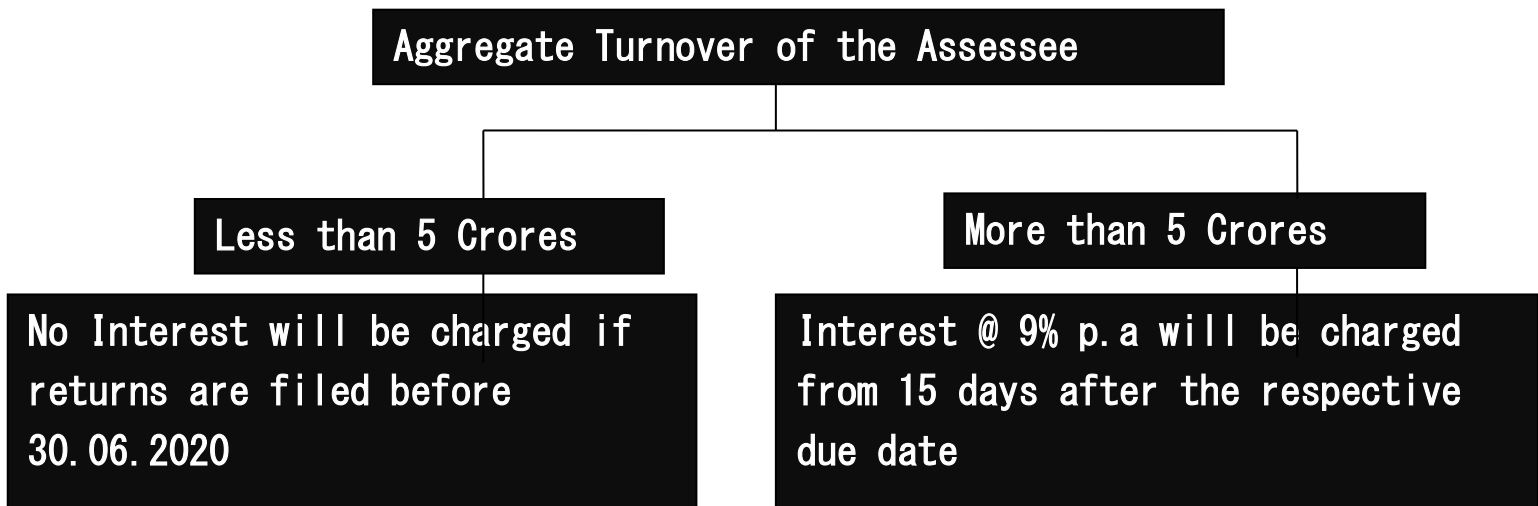 Aggregate Turnover of the Assessee
Less than 5 Crores
More than 5 Crores
No Interest will be charged if
returns are filed before
30.06.2020
Interest @ 9% p.a will be charged
from 15 days after the respective
due date